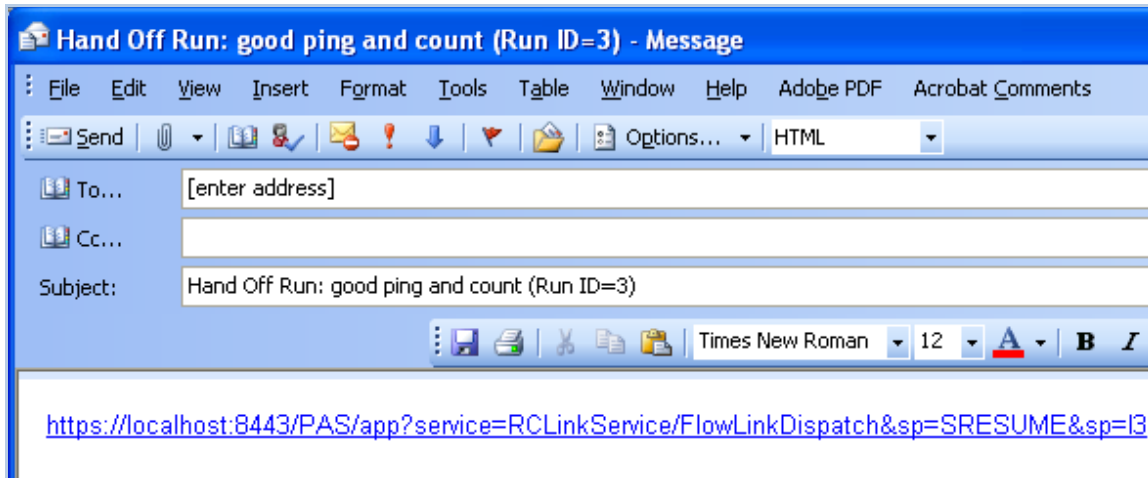 Hand Off Run: good ping and count (Run ID=3) - Message
File Edit View Insert Format Tools Table Window Help Adobe PDF Acrobat Comments
Send Options... HTML
To... [enter address]
Cc...
Subject: Hand Off Run: good ping and count (Run ID=3)
Times New Roman 12 A B I
https://localhost:8443/PAS/app?service=RCLinkService/FlowLinkDispatch&sp=SRESUME&sp=l3